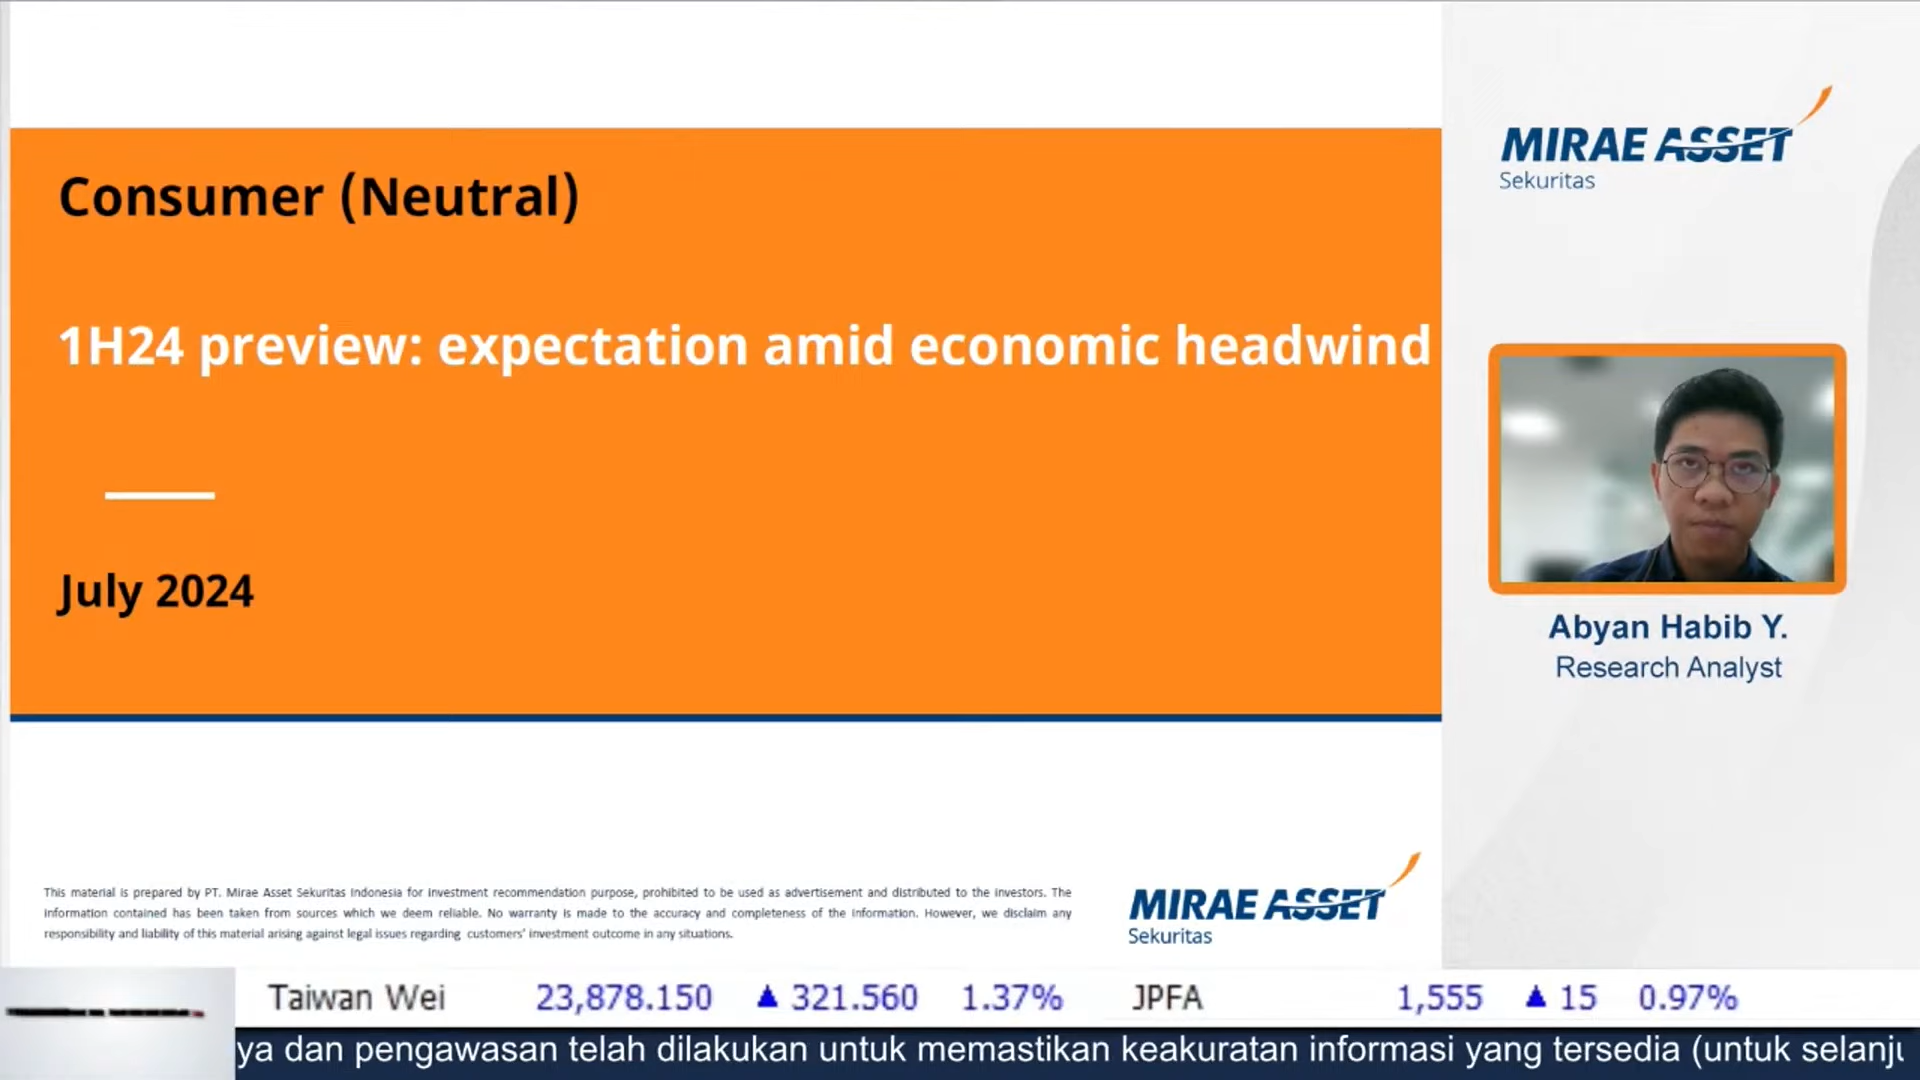 Consumer (Neutral)
1H24 preview: expectation amid economic headwind
July 2024
This material is prepared by PT. Mirae Asset Sekuritas Indonesia for investment recommendation purpose, prohibited to be used as advertisement and distributed to the investors. The
information contained has been taken from sources which we deem reliable. No warranty is made to the accuracy and completeness of the information. However, we disclaim any
responsibility and liability of this material arising against legal issues regarding customers' investment outcome in any situations.
MIRAE ASSET
Sekuritas
MIRAE ASSET
Sekuritas
Abyan Habib Y.
Research Analyst
Taiwan Wei 23,878.150 ▲ 321.560 1.37% JPFA 1,555 ▲ 15 0.97%
ya dan pengawasan telah dilakukan untuk memastikan keakuratan informasi yang tersedia (untuk selanju